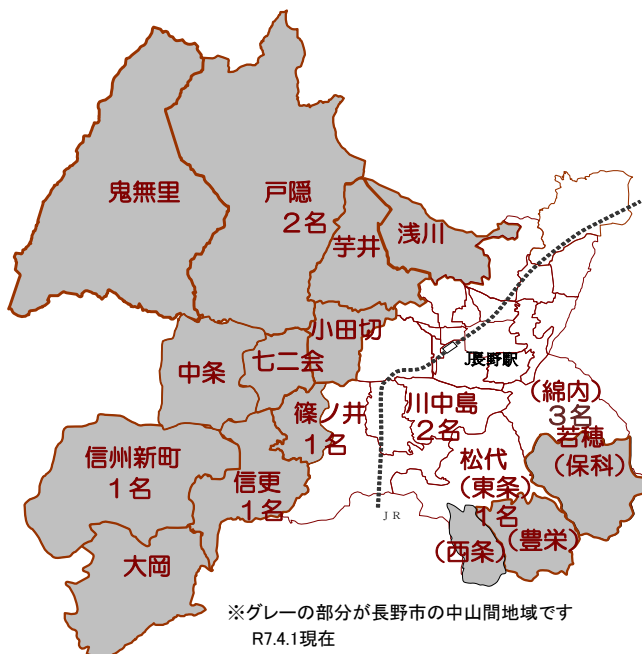 鬼無里
戸隠
2名
芋井
浅川
小田切
中条
七二会
J長野駅
篠ノ井
1名
川中島
2名
（綿内）
3名
若穂
（保科）
信州新町
1名
信更
1名
松代
（東条）
1名
（西条）
（豊栄）
大岡
JR
※グレーの部分が長野市の中山間地域です
R7.4.1現在